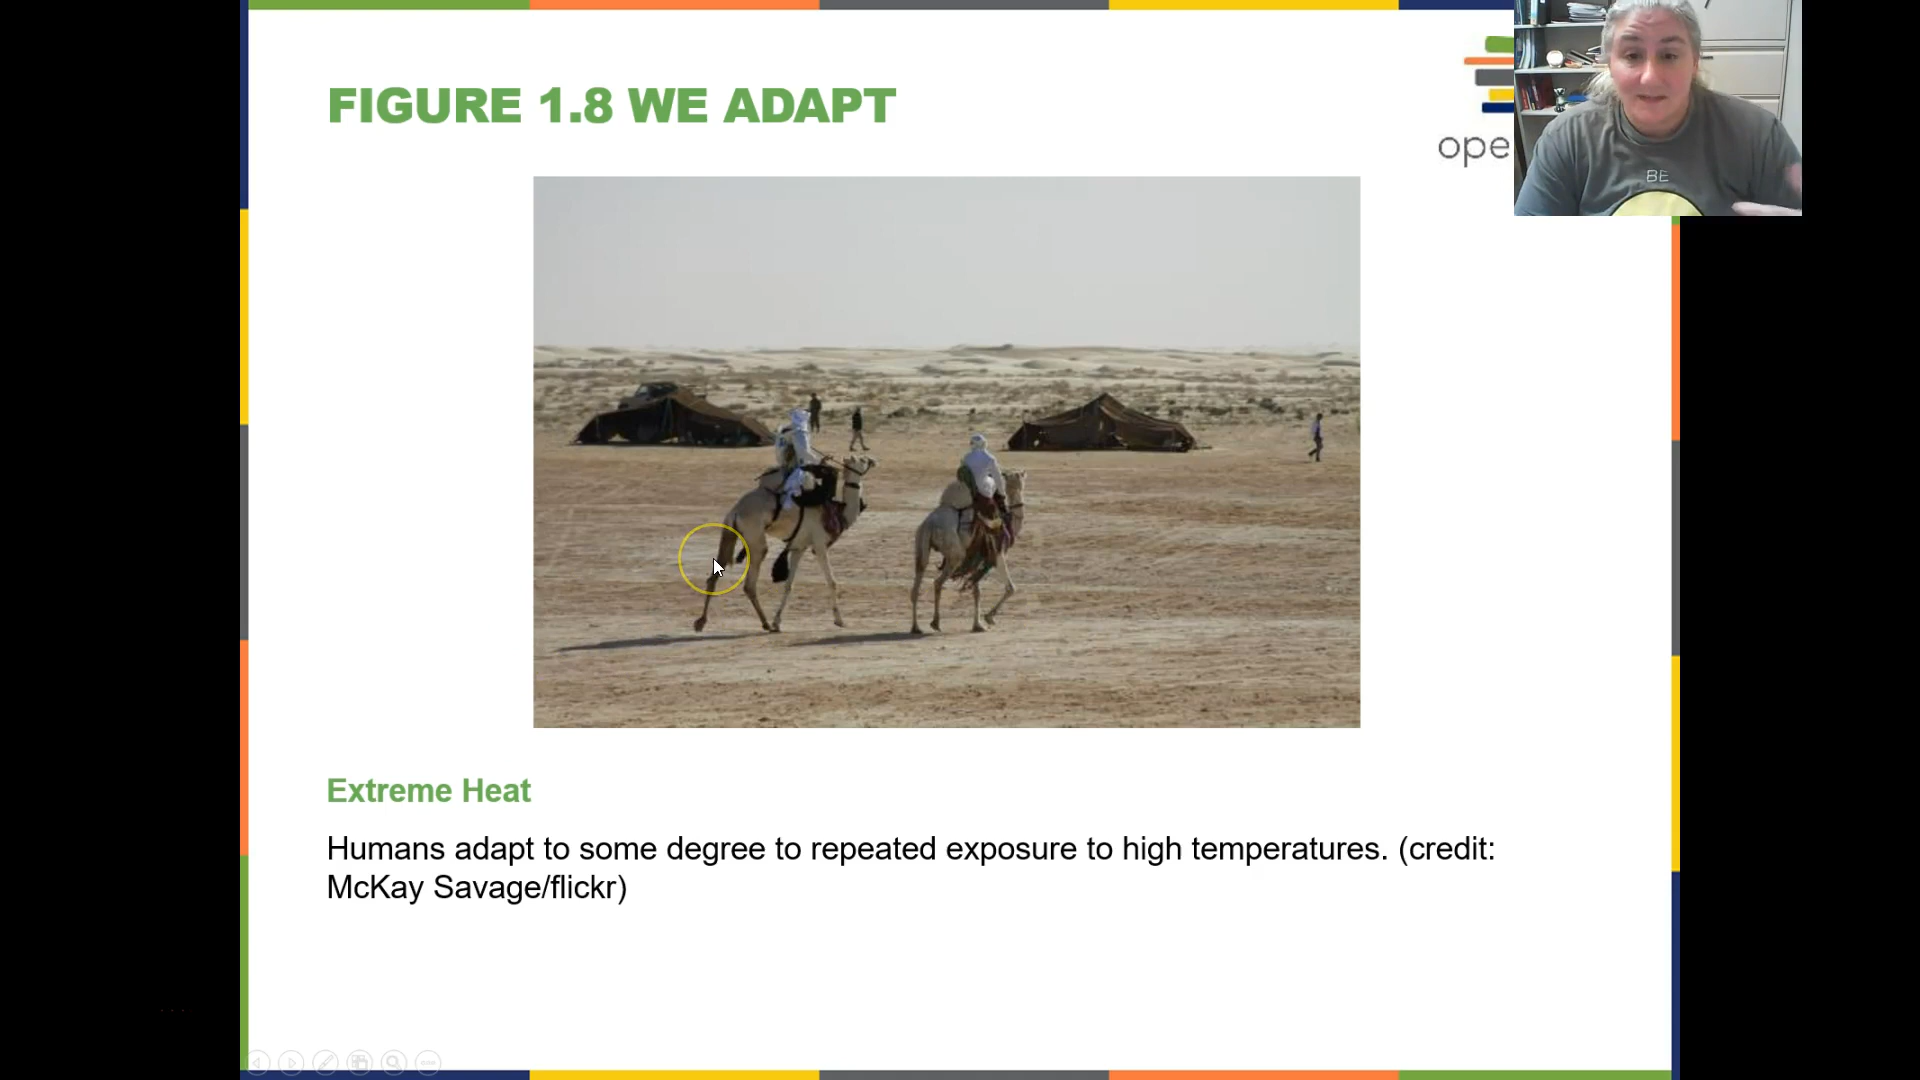 FIGURE 1.8 WE ADAPT
ope
BE
Extreme Heat
Humans adapt to some degree to repeated exposure to high temperatures. (credit:
McKay Savage/flickr)